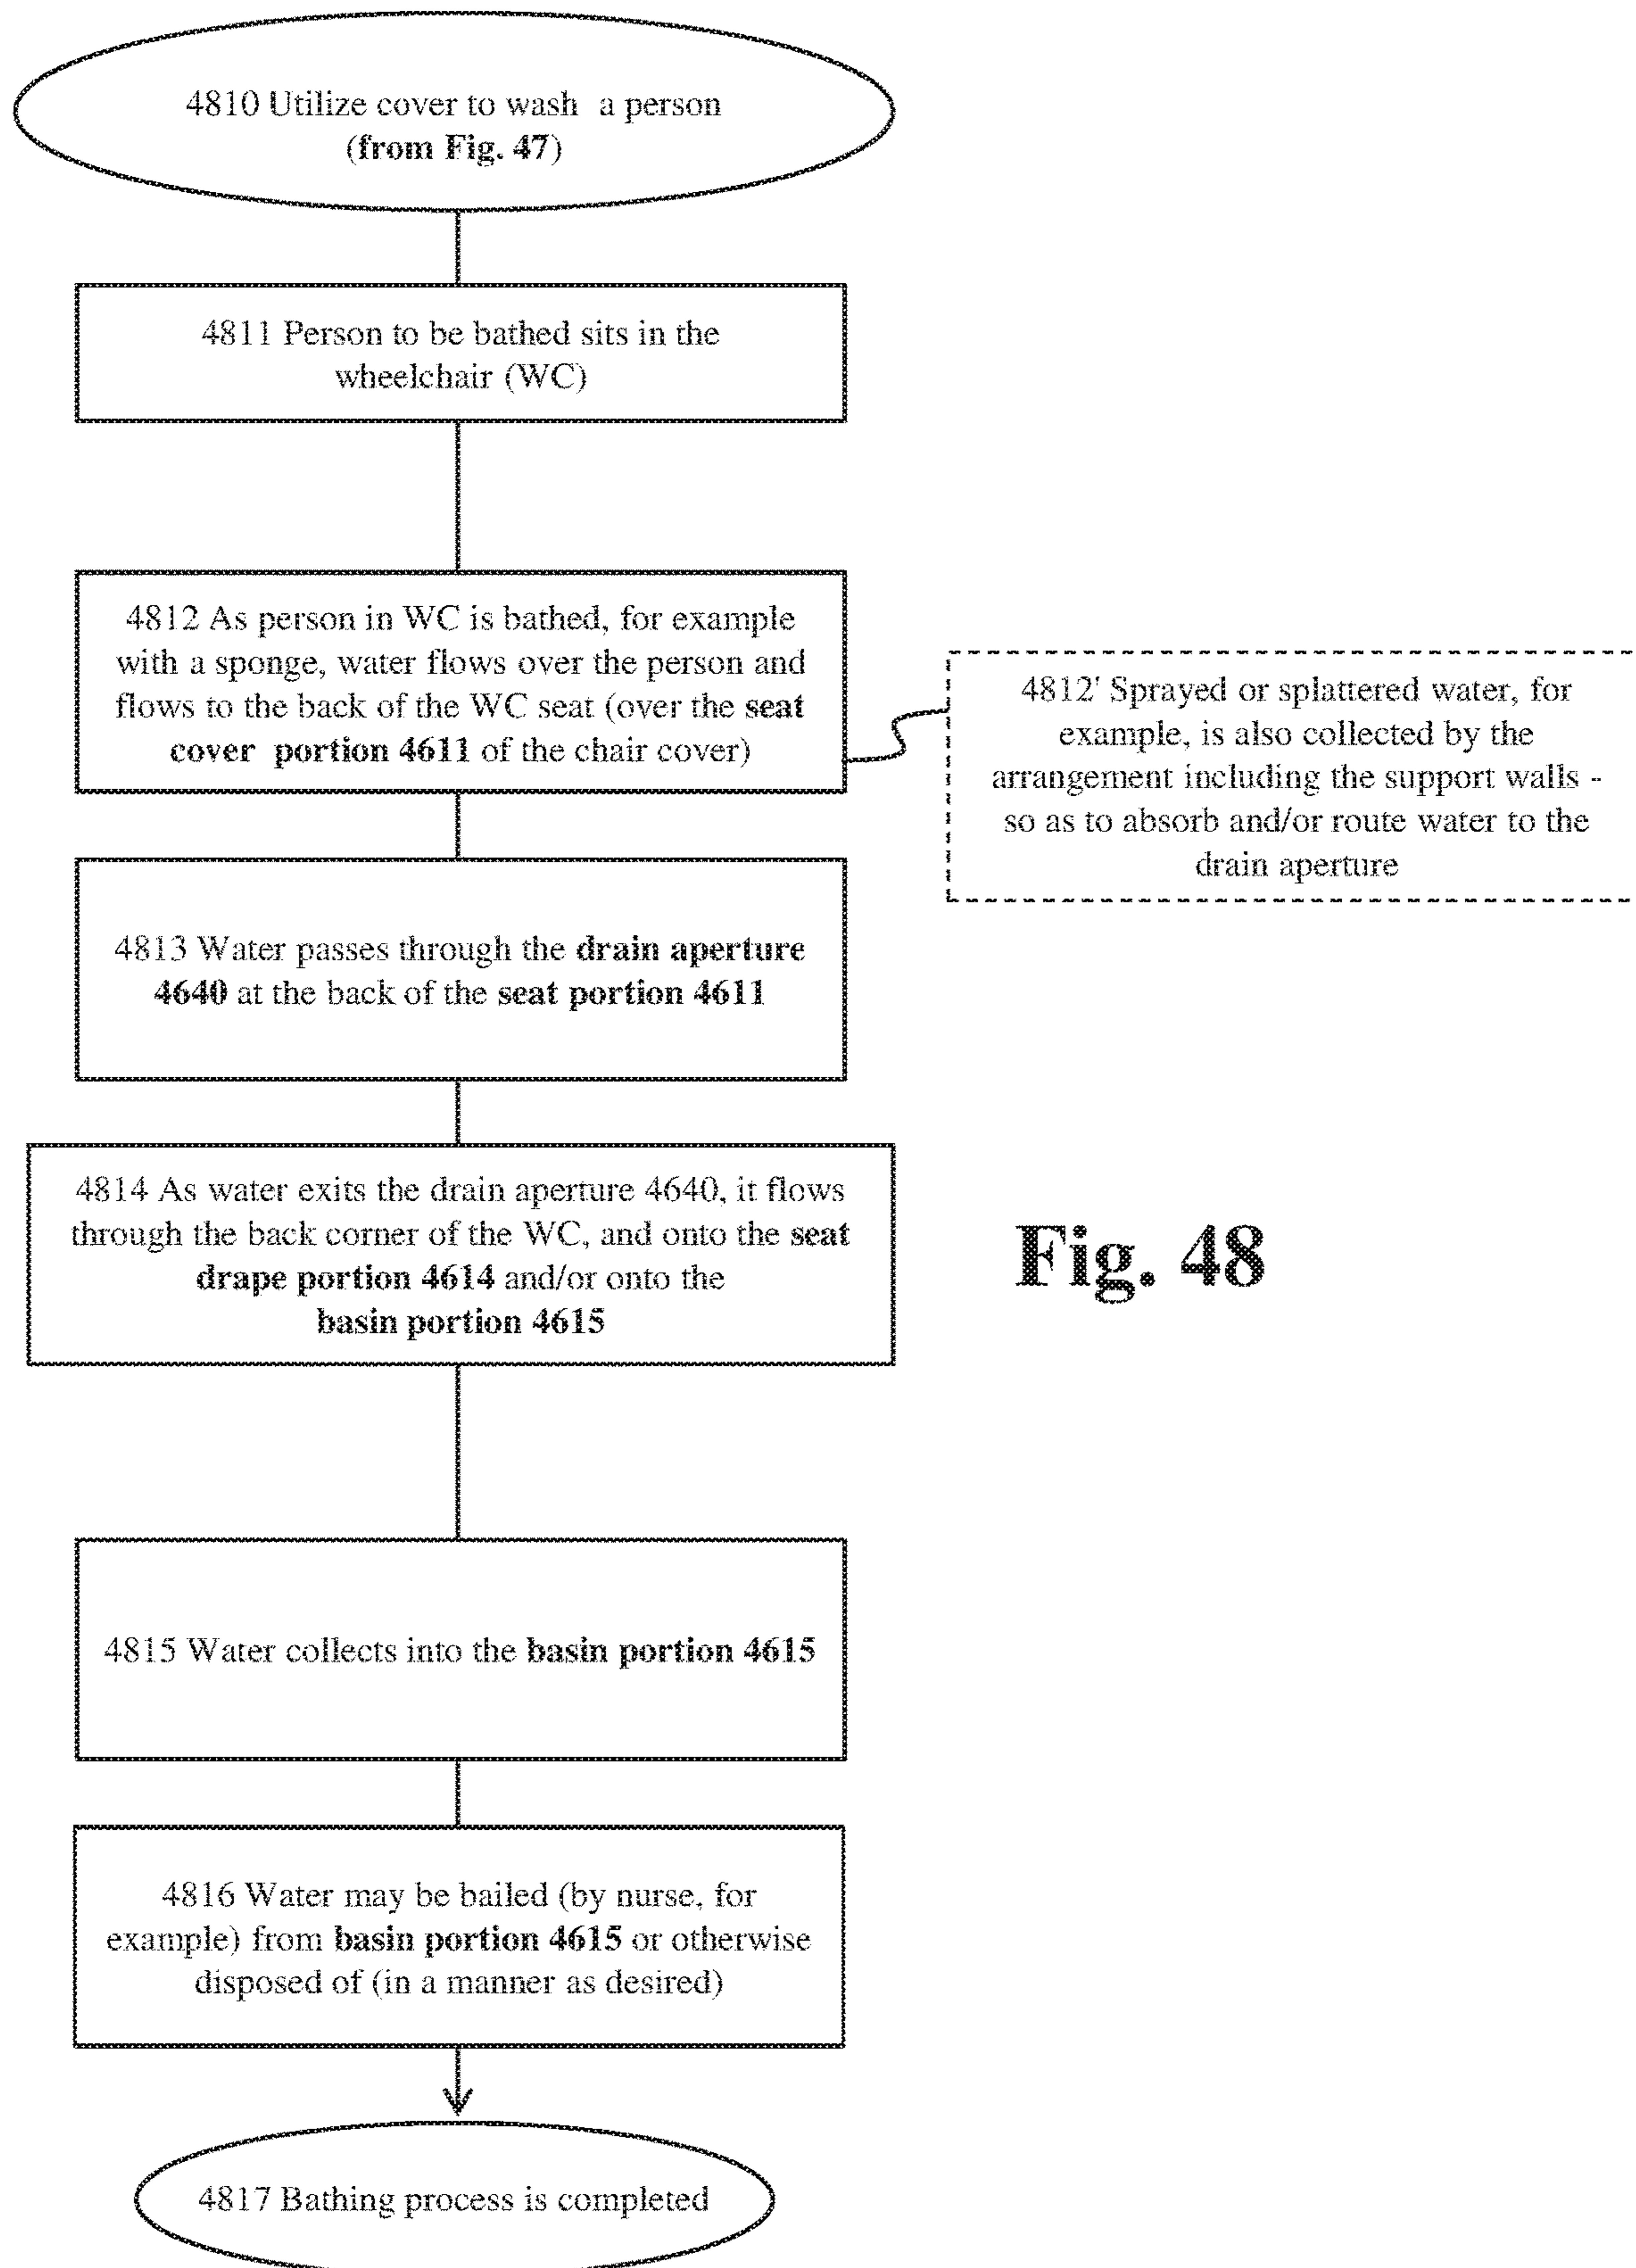 4810 Utilize cover to wash a person
(from Fig. 47)
4811 Person to be bathed sits in the
wheelchair (WC)
4812 As person in WC is bathed, for example
with a sponge, water flows over the person and
flows to the back of the WC seat (over the seat
cover portion 4611 of the chair cover)
4812' Sprayed or splattered water, for
example, is also collected by the
arrangement including the support walls -
so as to absorb and/or route water to the
drain aperture
4813 Water passes through the drain aperture
4640 at the back of the seat portion 4611
4814 As water exits the drain aperture 4640, it flows
through the back corner of the WC, and onto the seat
drape portion 4614 and/or onto the
basin portion 4615
Fig. 48
4815 Water collects into the basin portion 4615
4816 Water may be bailed (by nurse, for
example) from basin portion 4615 or otherwise
disposed of (in a manner as desired)
4817 Bathing process is completed